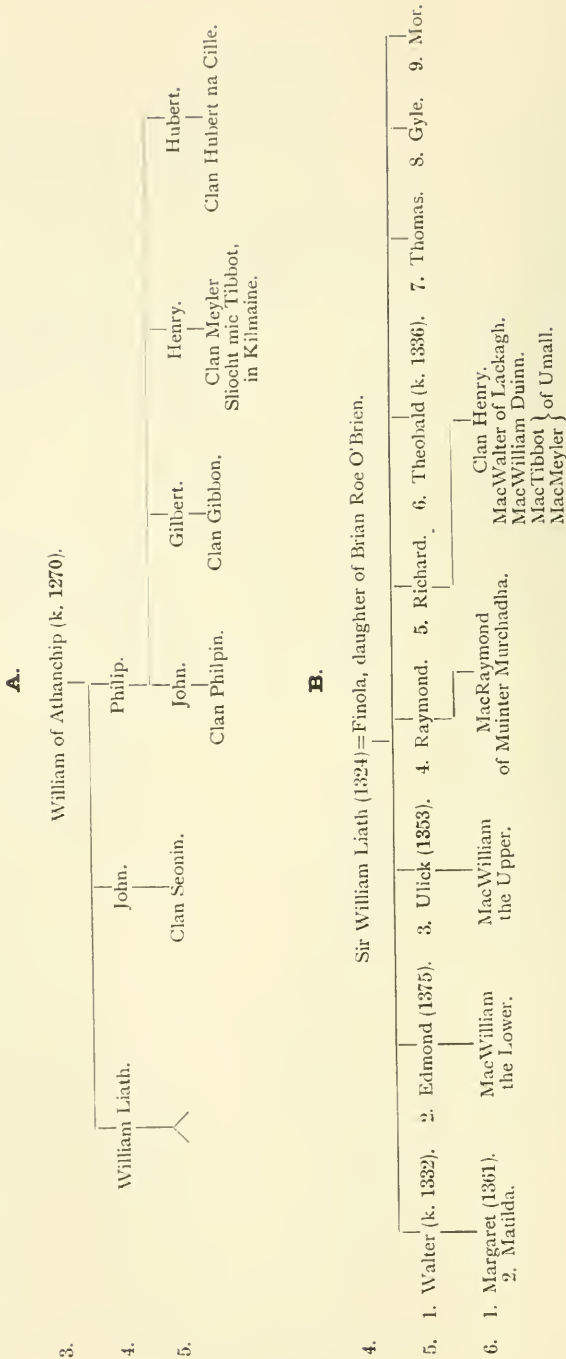 A.
3. William of Athanchip (k. 1270).
4. William Liath. John. Philip.
5. Clan Seonin. John. Gilbert. Henry. Hubert.
Clan Philpin. Clan Gibbon. Clan Meyler Clan Hubert na Cille.
Sliocht mic Tibbot,
in Kilmaine.
B.
4. Sir William Liath (1324)=Finola, daughter of Brian Roe O'Brien.
5. 1. Walter (k. 1332). 2. Edmond (1375). 3. Ulick (1353). 4. Raymond. 5. Richard. 6. Theobald (k. 1336). 7. Thomas. 8. Gyle. 9. Mor.
6. 1. Margaret (1361). MacWilliam MacWilliam MacRaymond Clan Henry.
2. Matilda. the Lower. the Upper. of Muinter Murchadha. MacWalter of Lackagh.
MacWilliam Duinn.
MacTibbot } of Umall.
MacMeyler